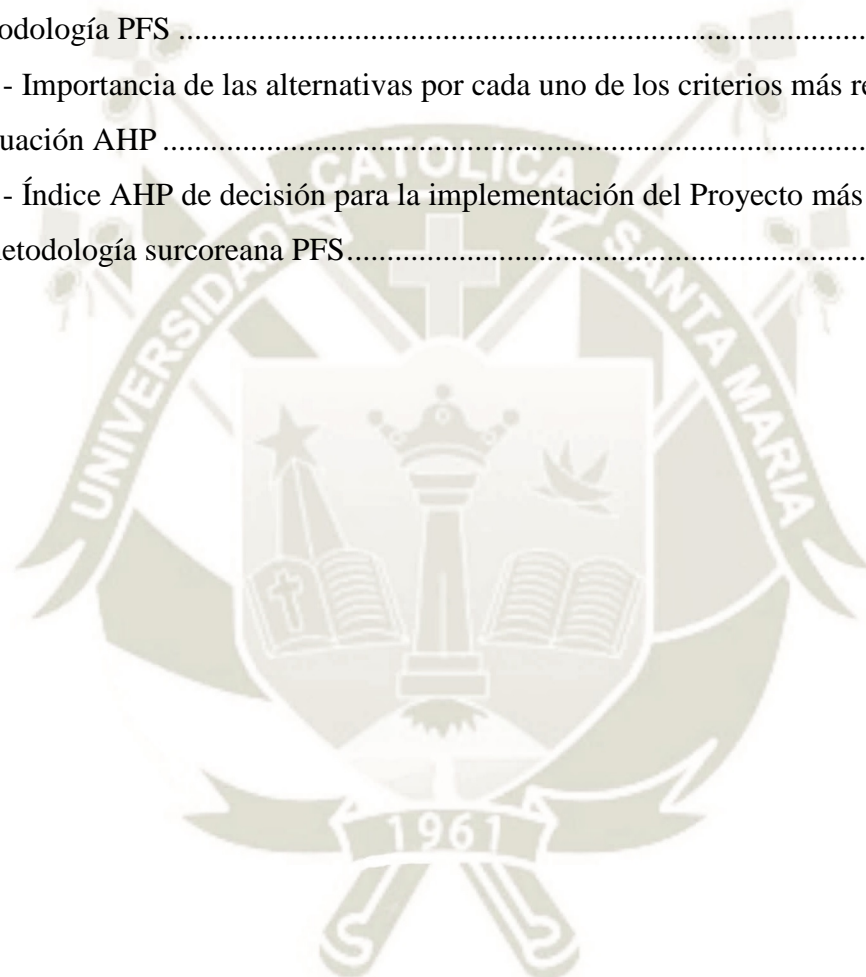 odología PFS ..........................................................................
- Importancia de las alternativas por cada uno de los criterios más re
uación AHP ..........................................................................
- Índice AHP de decisión para la implementación del Proyecto más
etodología surcoreana PFS..........................................................................
UNIVERSIDAD CATOLICA SANTA MARIA
1961